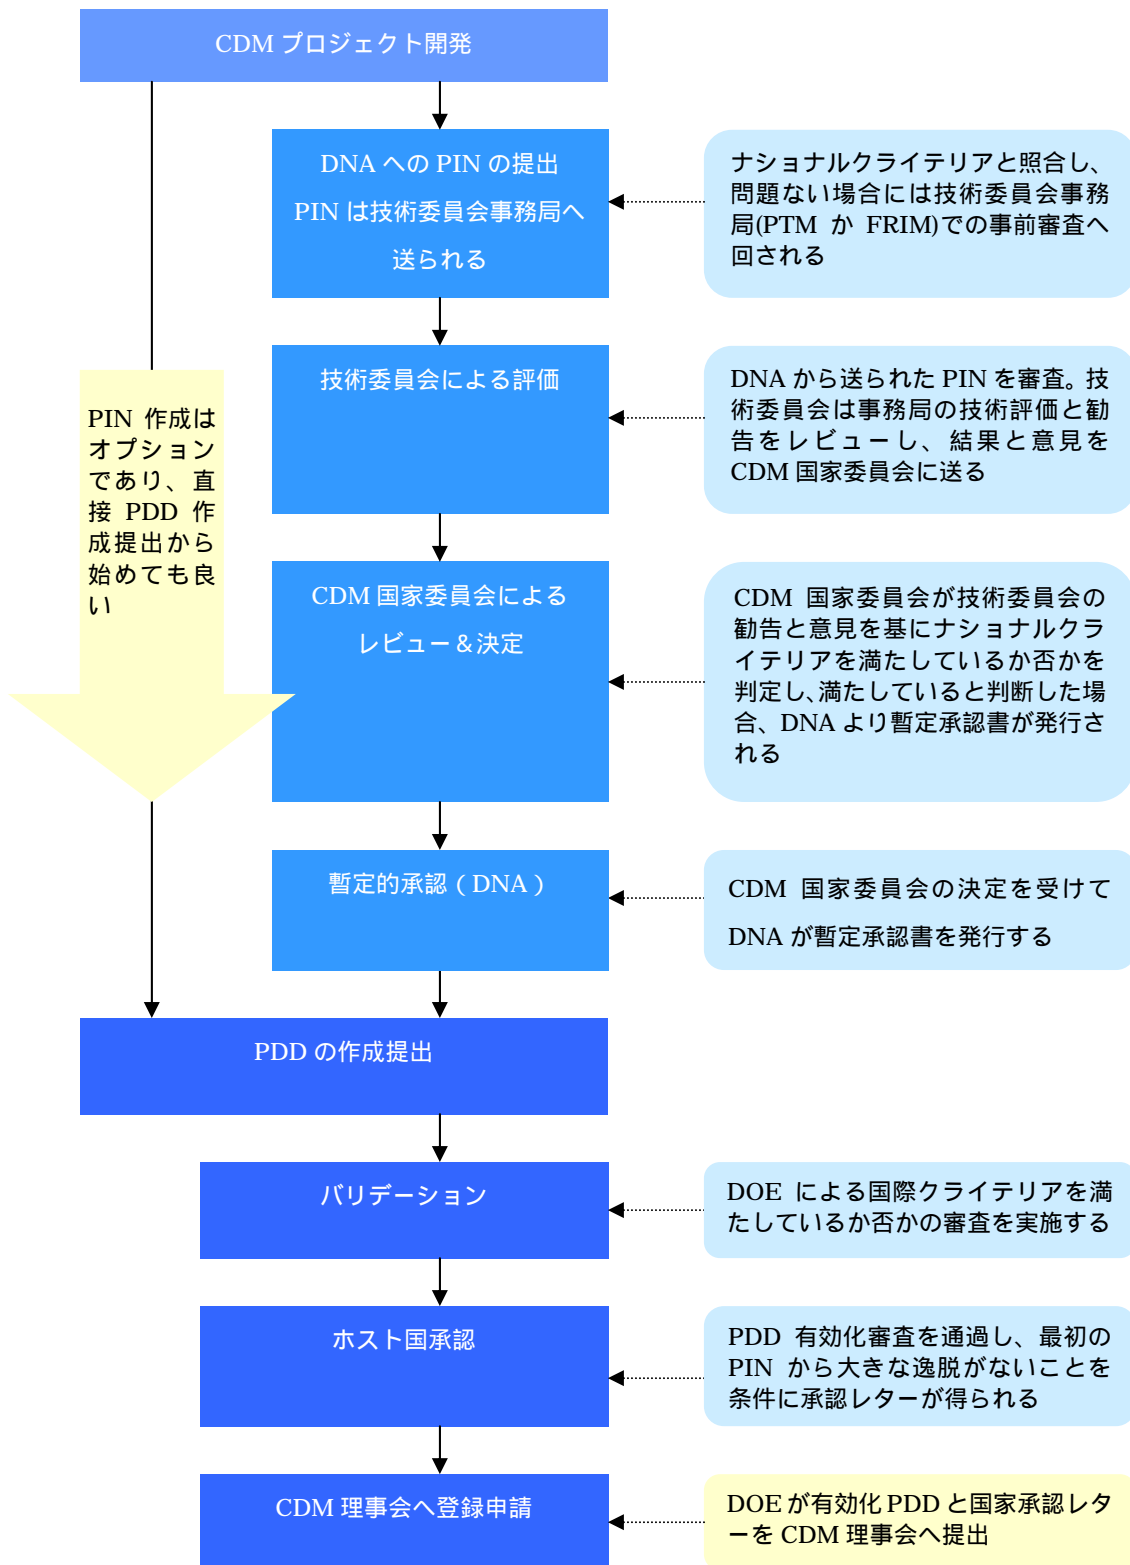 CDM プロジェクト開発
DNA への PIN の提出
PIN は技術委員会事務局へ
送られる
ナショナルクライテリアと照合し、
問題ない場合には技術委員会事務
局(PTM か FRIM)での事前審査へ
回される
技術委員会による評価
DNA から送られた PIN を審査。技
術委員会は事務局の技術評価と勧
告をレビューし、結果と意見を
CDM 国家委員会に送る
PIN 作成は
オプション
であり、直
接 PDD 作
成提出から
始めても良
い
CDM 国家委員会による
レビュー＆決定
CDM 国家委員会が技術委員会の
勧告と意見を基にナショナルクラ
イテリアを満たしているか否かを
判定し、満たしていると判断した場
合、DNA より暫定承認書が発行さ
れる
暫定的承認（DNA）
CDM 国家委員会の決定を受けて
DNA が暫定承認書を発行する
PDD の作成提出
バリデーション
DOE による国際クライテリアを満
たしているか否かの審査を実施する
ホスト国承認
PDD 有効化審査を通過し、最初の
PIN から大きな逸脱がないことを
条件に承認レターが得られる
CDM 理事会へ登録申請
DOE が有効化 PDD と国家承認レタ
ーを CDM 理事会へ提出